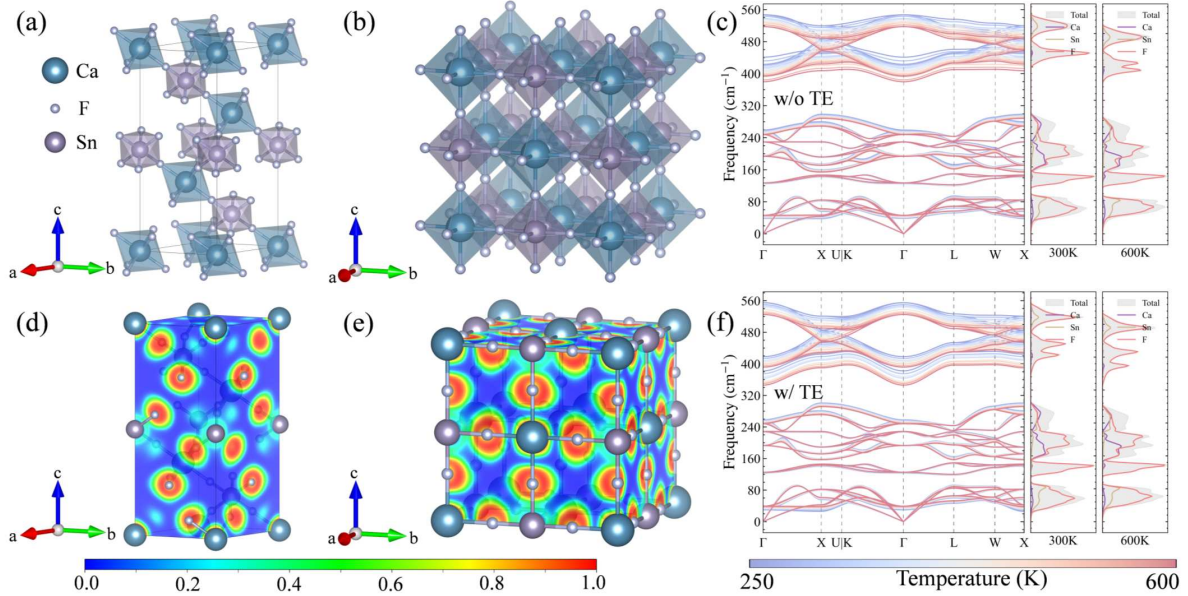 (a)
Ca
F
Sn
c
a
b
(b)
c
a
b
(c)
Frequency (cm⁻¹)
560
480
400
320
240
160
80
0
w/o TE
Γ X U|K Γ L W X
Total
Ca
Sn
F
300K
Total
Ca
Sn
F
600K
(d)
c
a
b
(e)
c
a
b
0.0 0.2 0.4 0.6 0.8 1.0
(f)
Frequency (cm⁻¹)
560
480
400
320
240
160
80
0
w/ TE
Γ X U|K Γ L W X
Total
Ca
Sn
F
300K
Total
Ca
Sn
F
600K
250 Temperature (K) 600